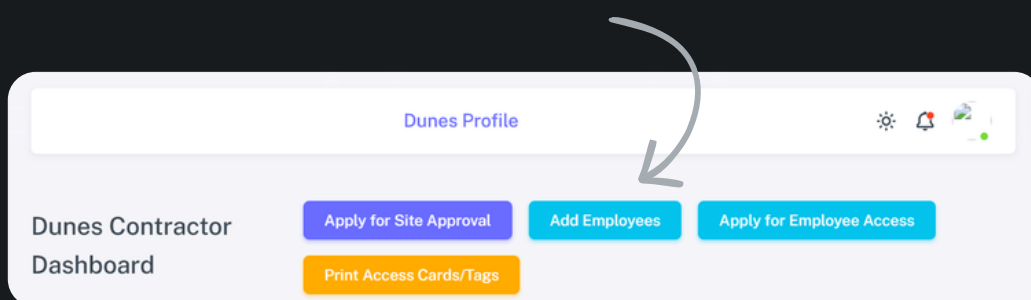 Dunes Profile
Dunes Contractor
Dashboard
Apply for Site Approval
Add Employees
Apply for Employee Access
Print Access Cards/Tags